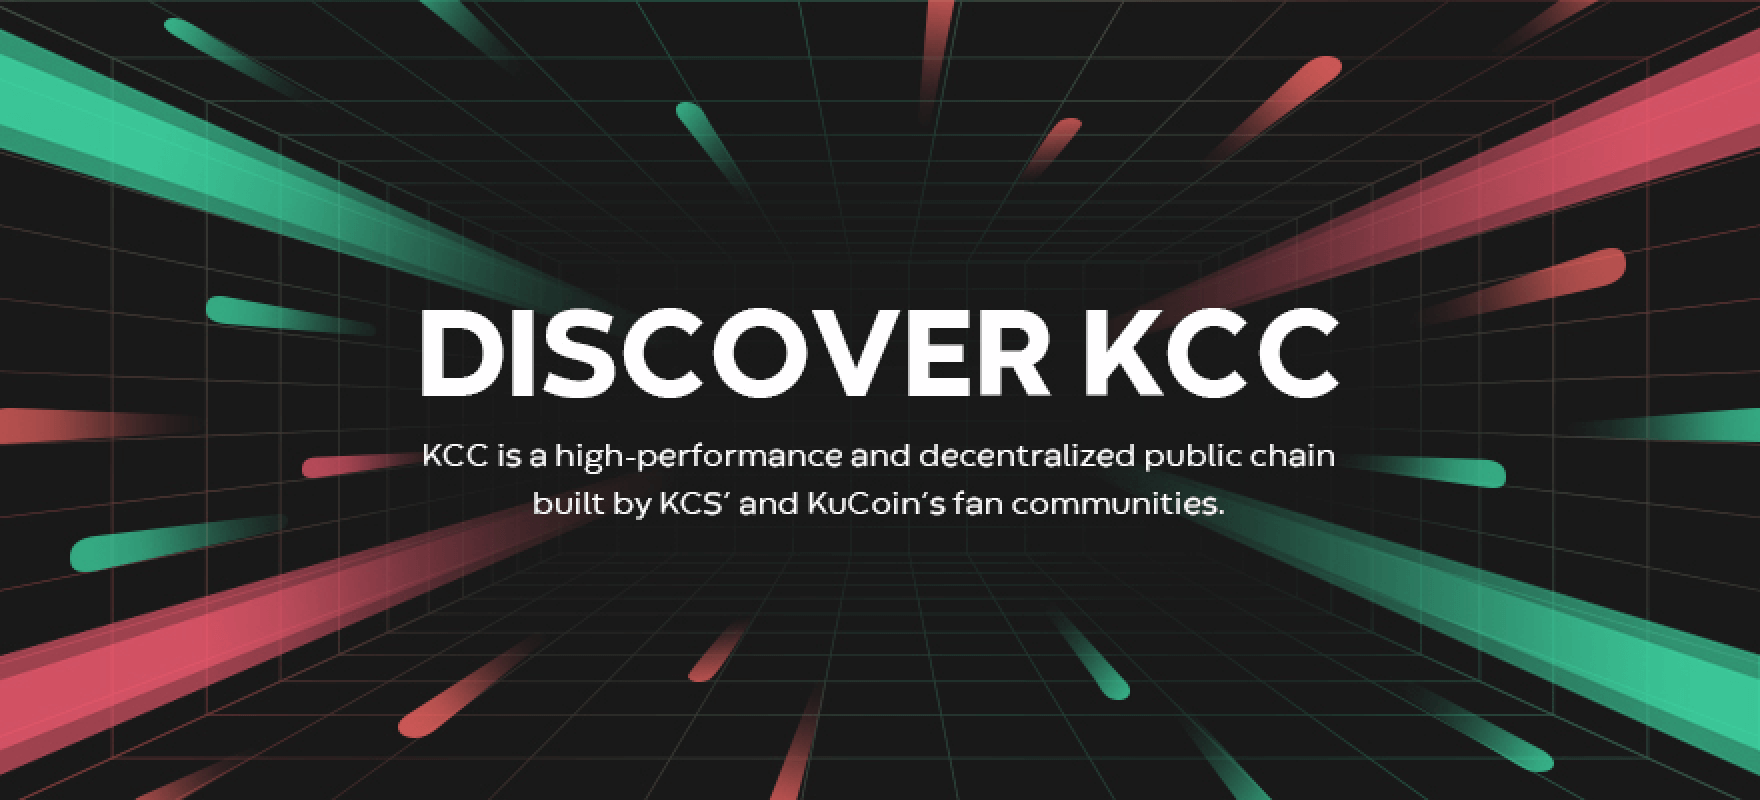 DISCOVER KCC
KCC is a high-performance and decentralized public chain
built by KCS’ and KuCoin’s fan communities.